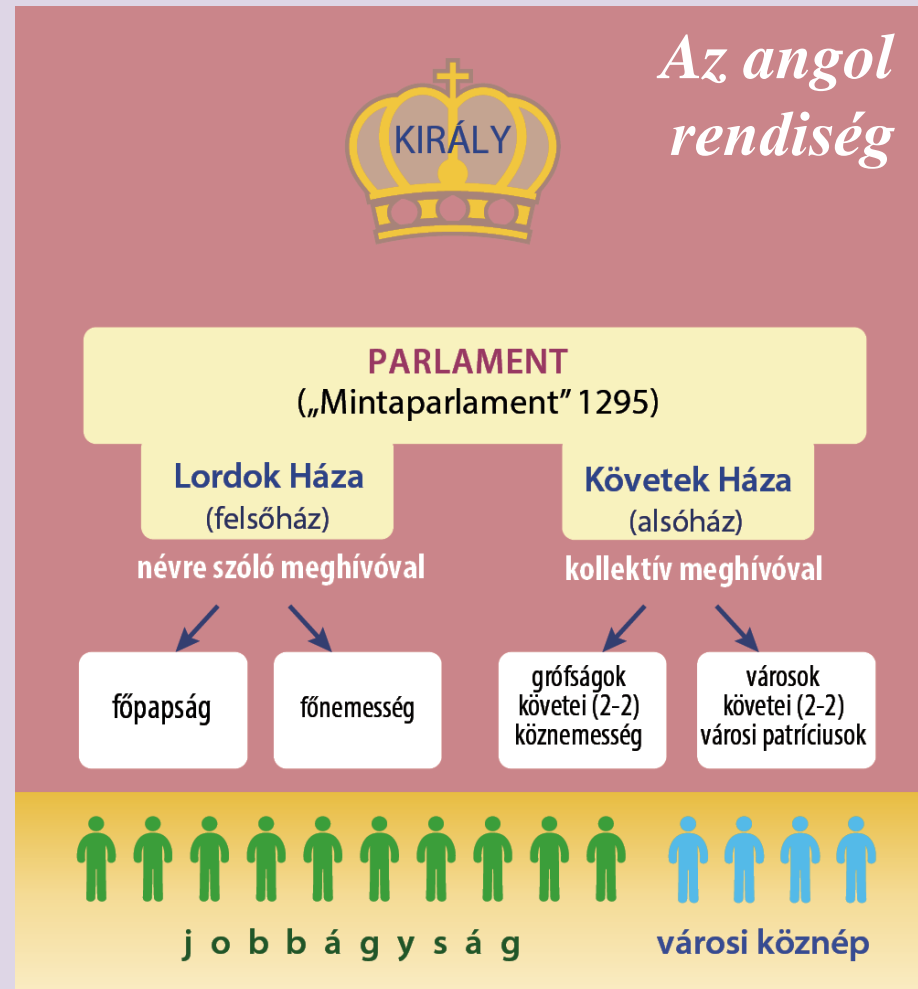 Az angol
rendiség
KIRÁLY
PARLAMENT
(„Mintaparlament” 1295)
Lordok Háza
(felsőház)
névre szóló meghívóval
főpapság
főnemesség
Követek Háza
(alsóház)
kollektív meghívóval
grófságok
követei (2-2)
köznemesség
városok
követei (2-2)
városi patríciusok
jobbágyság
városi köznép